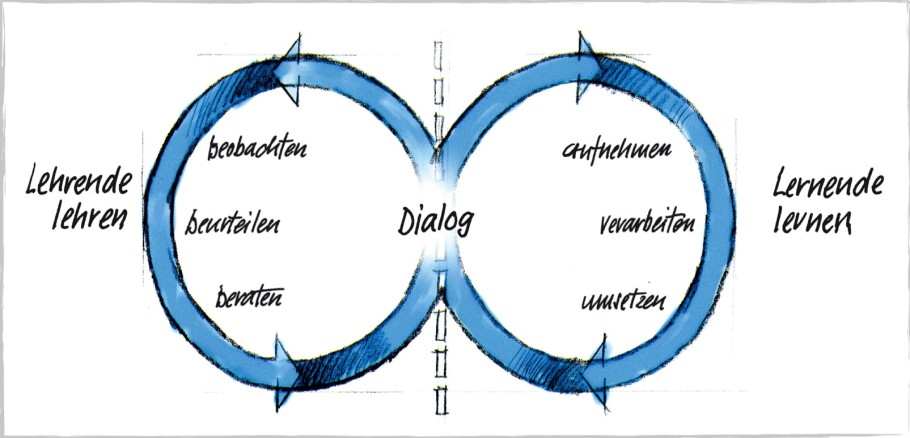 Lehrende
lehren
beobachten
beurteilen
beraten
Dialog
aufnehmen
verarbeiten
umsetzen
Lernende
lernen